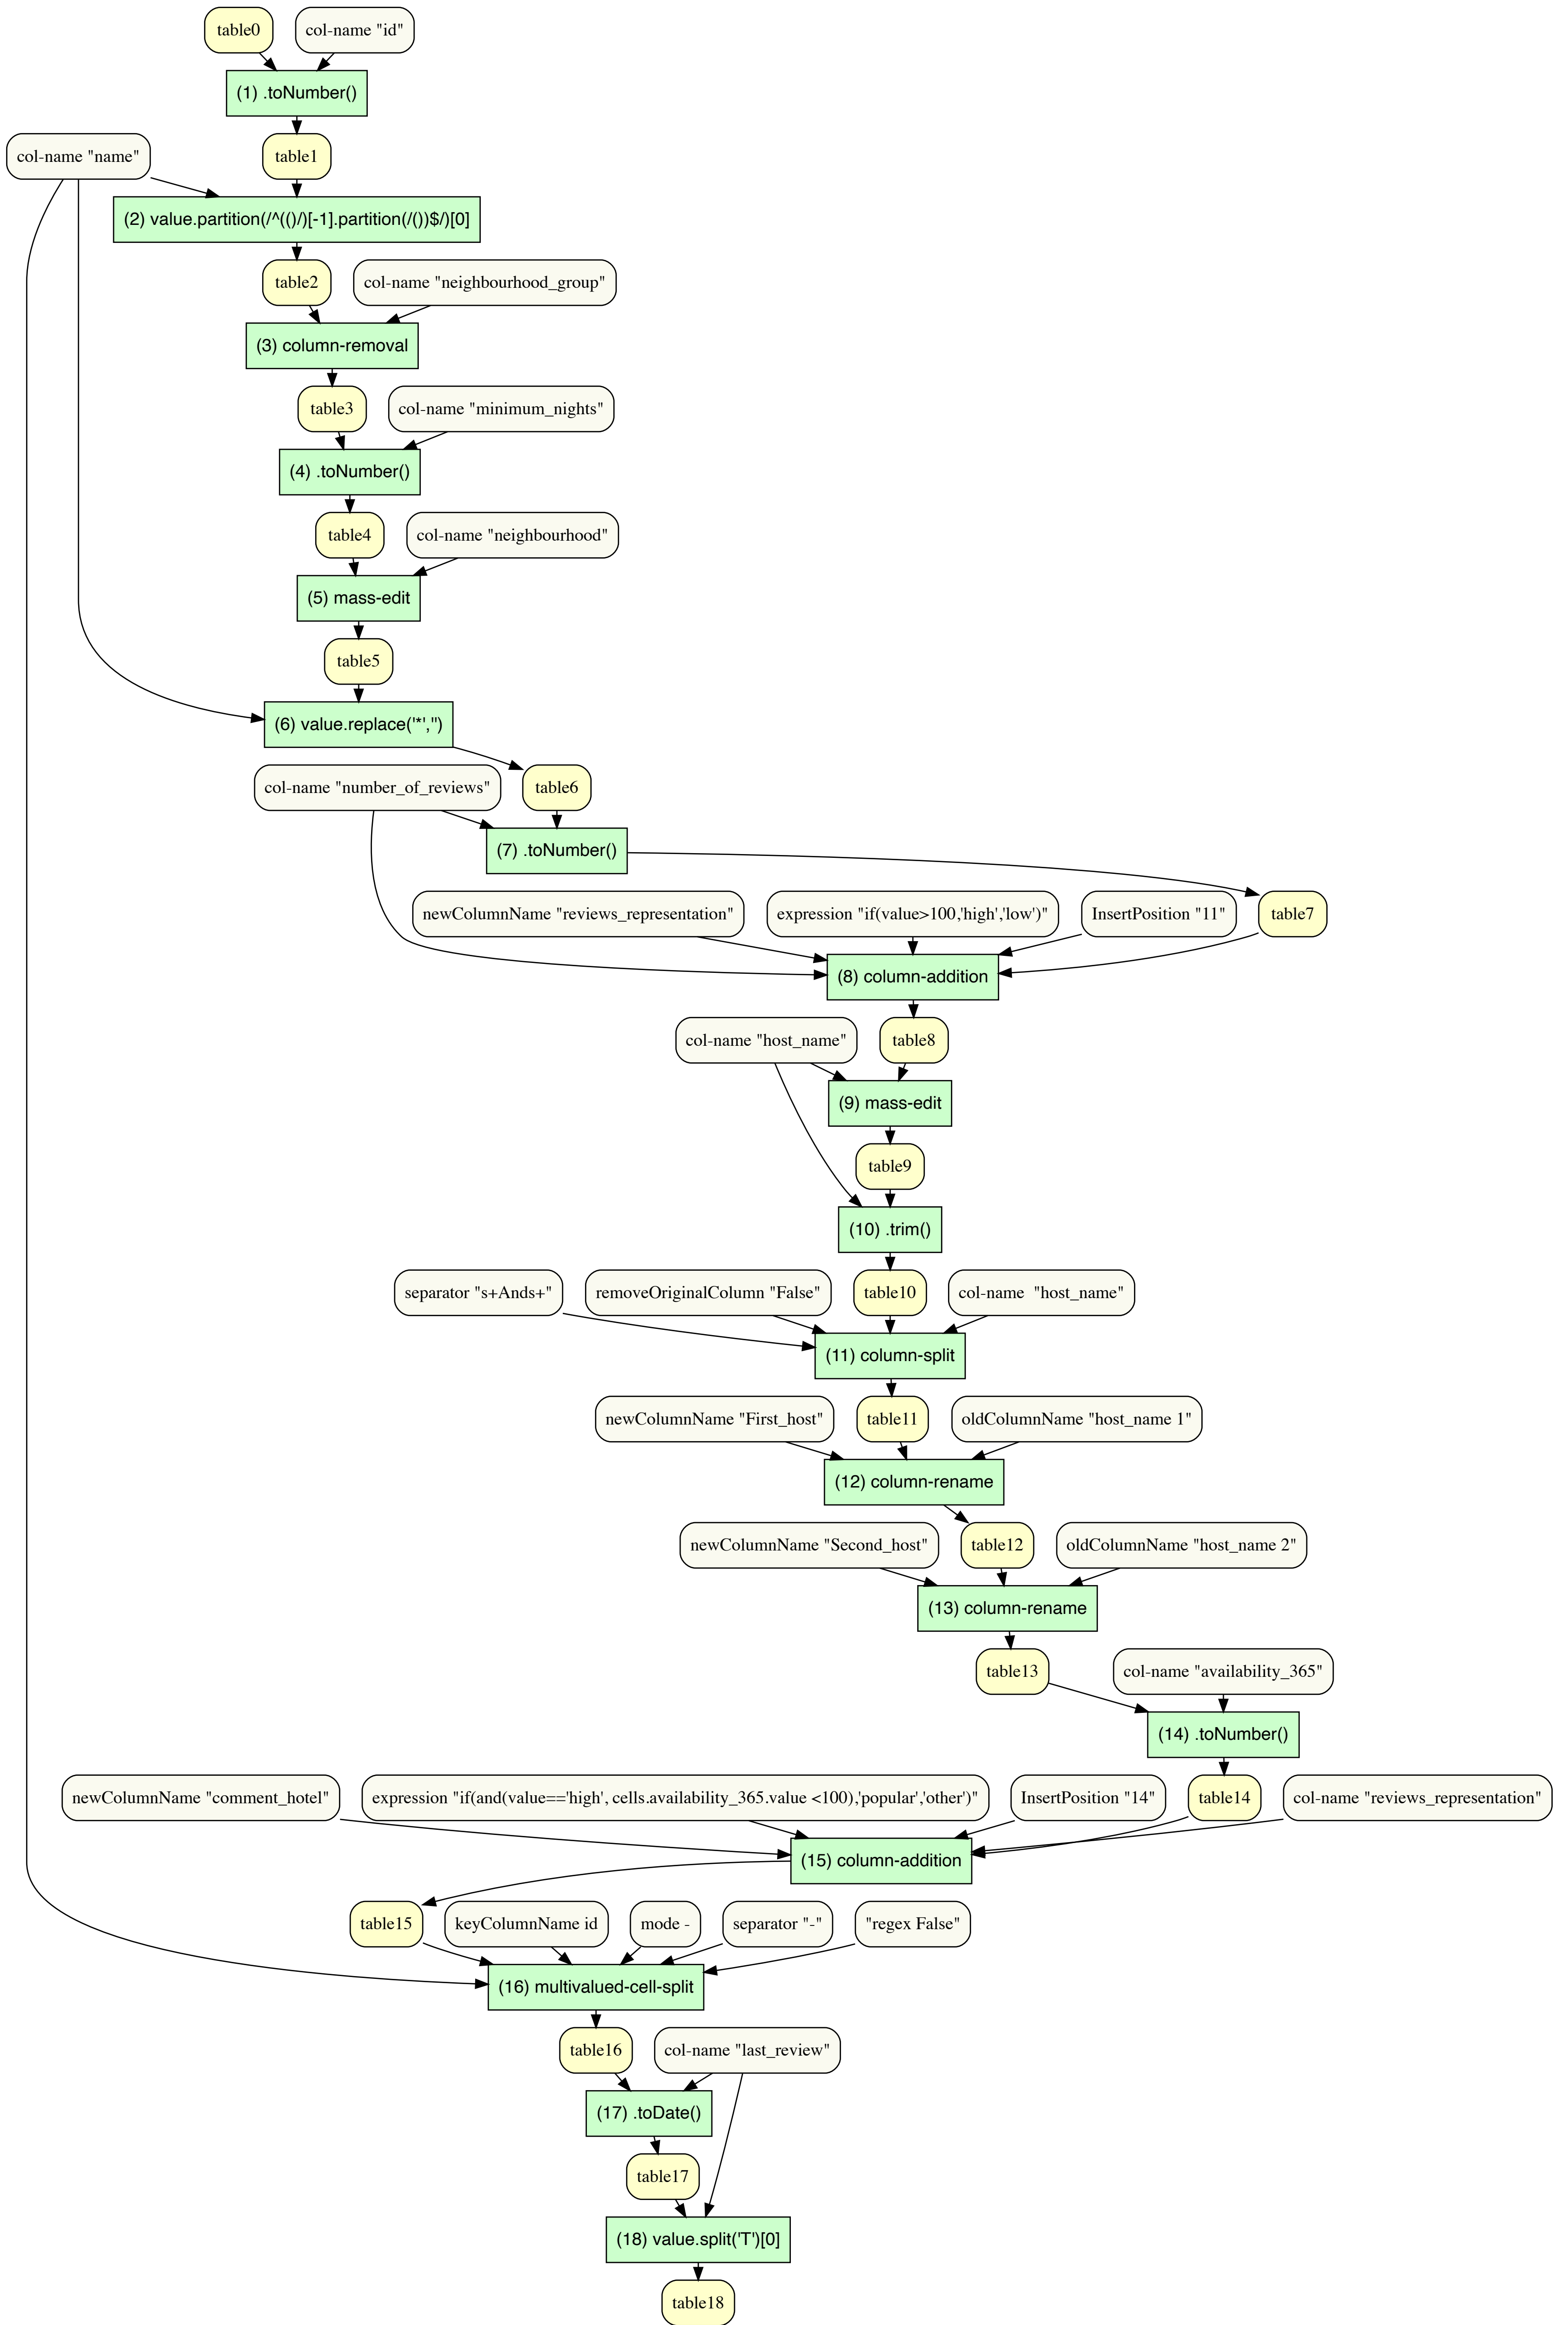 table0
col-name "id"
(1) .toNumber()
col-name "name"
table1
(2) value.partition(/^(()/)[-1].partition(/())$/)[0]
table2
col-name "neighbourhood_group"
(3) column-removal
table3
col-name "minimum_nights"
(4) .toNumber()
table4
col-name "neighbourhood"
(5) mass-edit
table5
(6) value.replace('*','')
col-name "number_of_reviews"
table6
(7) .toNumber()
newColumnName "reviews_representation"
expression "if(value>100,'high','low')"
InsertPosition "11"
table7
(8) column-addition
col-name "host_name"
table8
(9) mass-edit
table9
(10) .trim()
separator "s+Ands+"
removeOriginalColumn "False"
table10
col-name  "host_name"
(11) column-split
newColumnName "First_host"
table11
oldColumnName "host_name 1"
(12) column-rename
newColumnName "Second_host"
table12
oldColumnName "host_name 2"
(13) column-rename
table13
col-name "availability_365"
(14) .toNumber()
newColumnName "comment_hotel"
expression "if(and(value=='high', cells.availability_365.value <100),'popular','other')"
InsertPosition "14"
table14
col-name "reviews_representation"
(15) column-addition
table15
keyColumnName id
mode -
separator "-"
"regex False"
(16) multivalued-cell-split
table16
col-name "last_review"
(17) .toDate()
table17
(18) value.split('T')[0]
table18